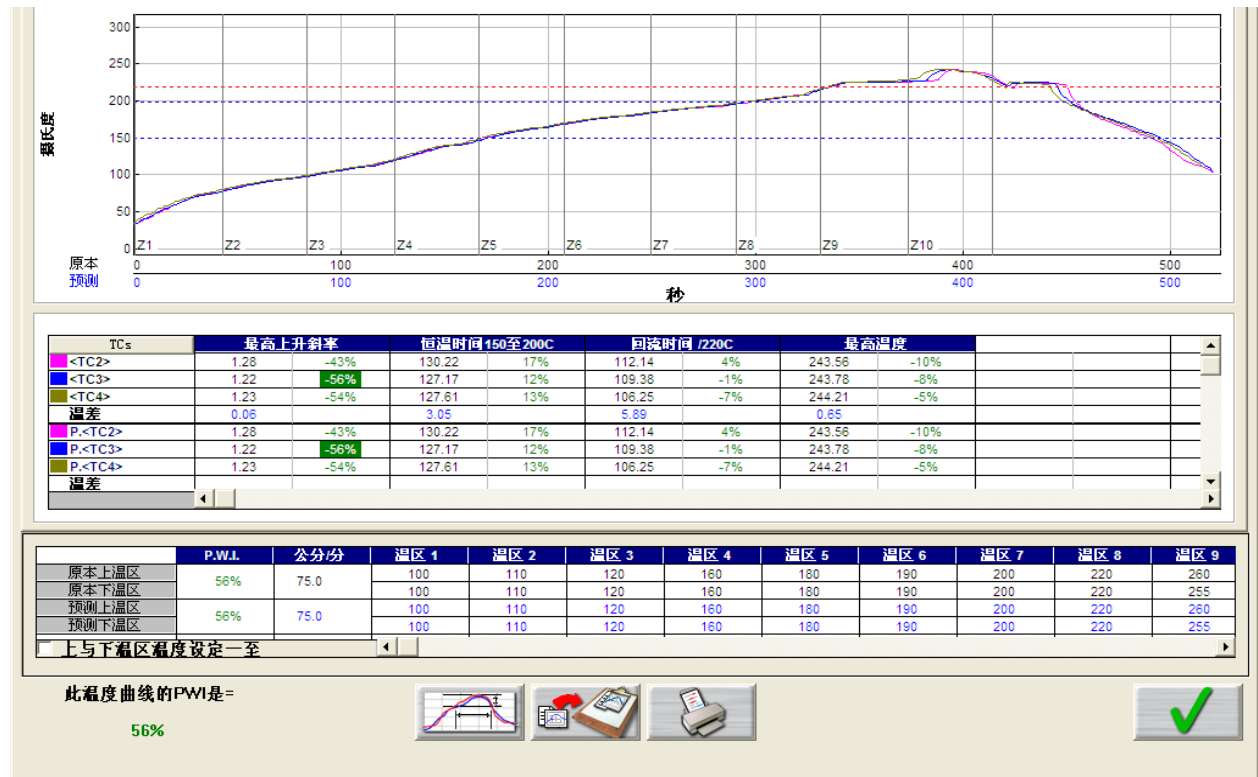 300
250
200
150
100
50
0
摄氏度
Z1 Z2 Z3 Z4 Z5 Z6 Z7 Z8 Z9 Z10
原本 0 100 200 300 400 500
预测 0 100 200 300 400 500
秒
TCs 最高上升斜率 恒温时间150至200C 回流时间 /220C 最高温度
<TC2> 1.28 -43% 130.22 17% 112.14 4% 243.56 -10%
<TC3> 1.22 -56% 127.17 12% 109.38 -1% 243.78 -8%
<TC4> 1.23 -54% 127.61 13% 106.25 -7% 244.21 -5%
温差 0.06 3.05 5.89 0.65
P.<TC2> 1.28 -43% 130.22 17% 112.14 4% 243.56 -10%
P.<TC3> 1.22 -56% 127.17 12% 109.38 -1% 243.78 -8%
P.<TC4> 1.23 -54% 127.61 13% 106.25 -7% 244.21 -5%
温差
P.W.I. 公分/分 温区 1 温区 2 温区 3 温区 4 温区 5 温区 6 温区 7 温区 8 温区 9
原本上温区 56% 75.0 100 110 120 160 180 190 200 220 260
原本下温区 100 110 120 160 180 190 200 220 255
预测上温区 56% 75.0 100 110 120 160 180 190 200 220 260
预测下温区 100 110 120 160 180 190 200 220 255
上与下温区温度设定一至
此温度曲线的PWI是=
56%